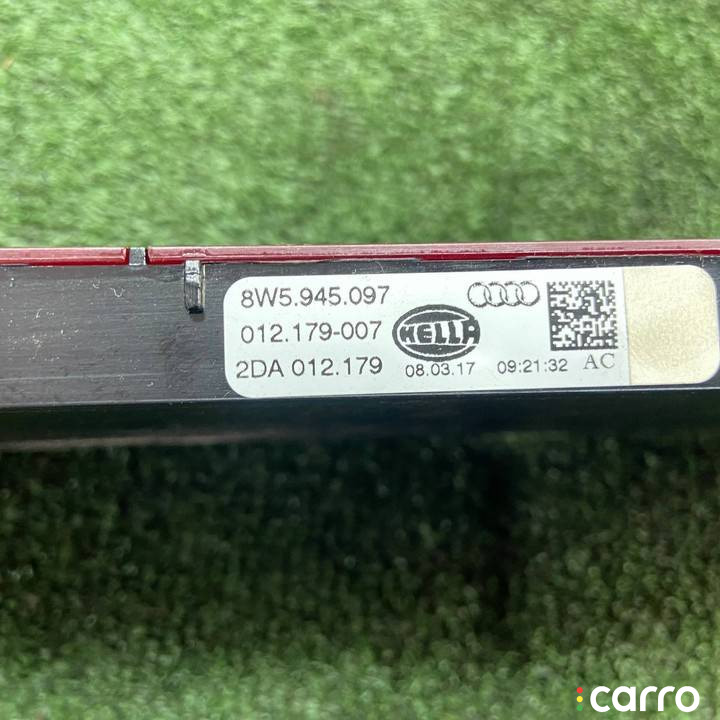 8W5.945.097
012.179-007
HELLA
2DA 012.179
08.03.17 09:21:32 AC
carro